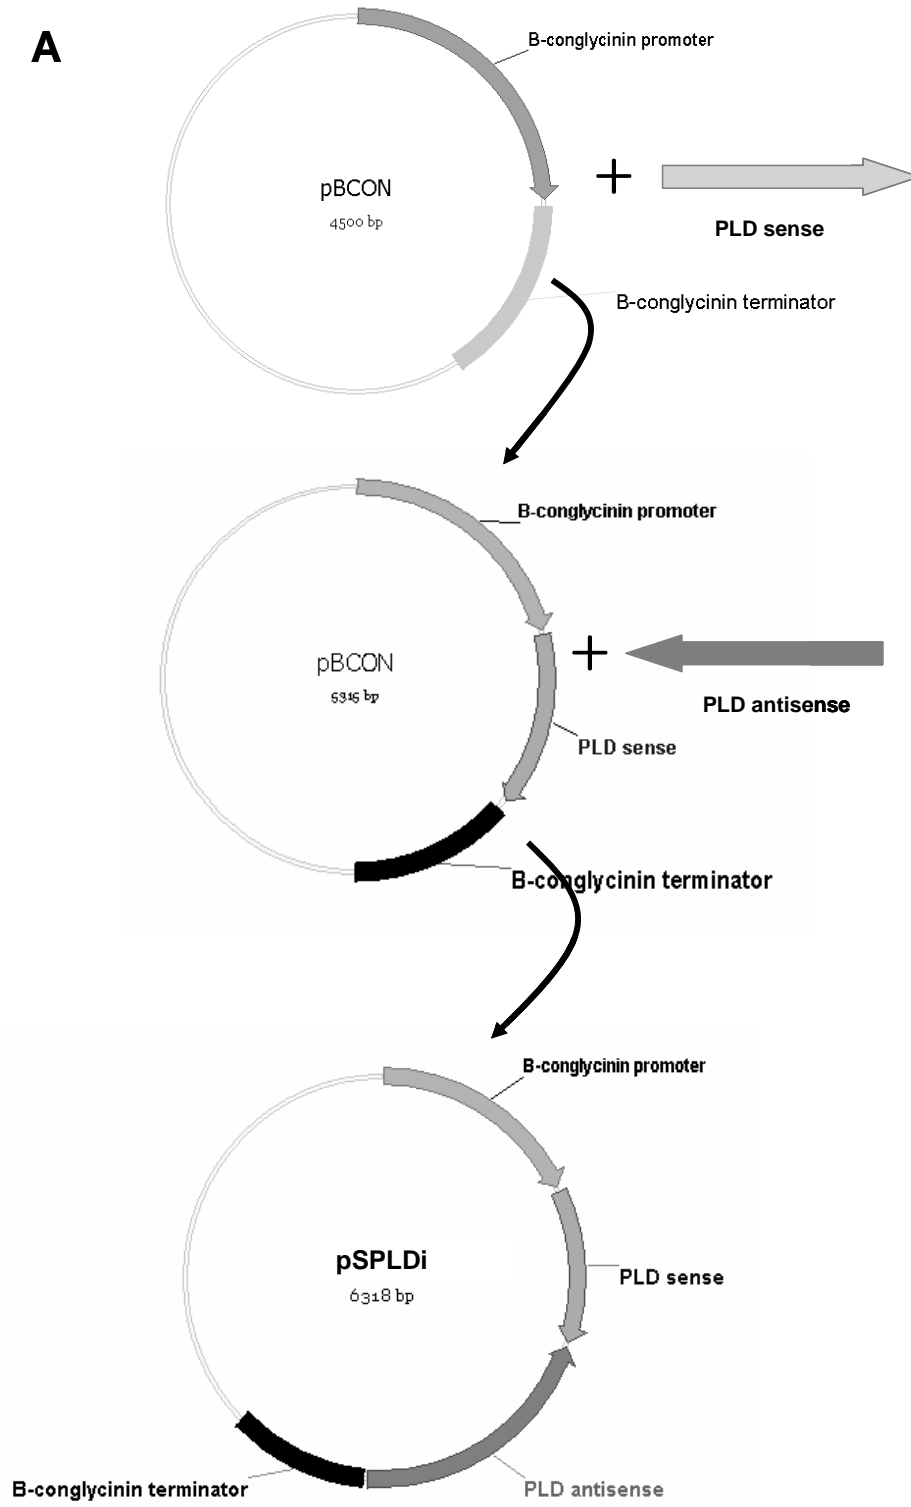 A
B-conglycinin promoter
pBCON
4500 bp
+
PLD sense
B-conglycinin terminator
B-conglycinin promoter
pBCON
5315 bp
+
PLD antisense
PLD sense
B-conglycinin terminator
B-conglycinin promoter
pSPLDi
6318 bp
PLD sense
B-conglycinin terminator
PLD antisense